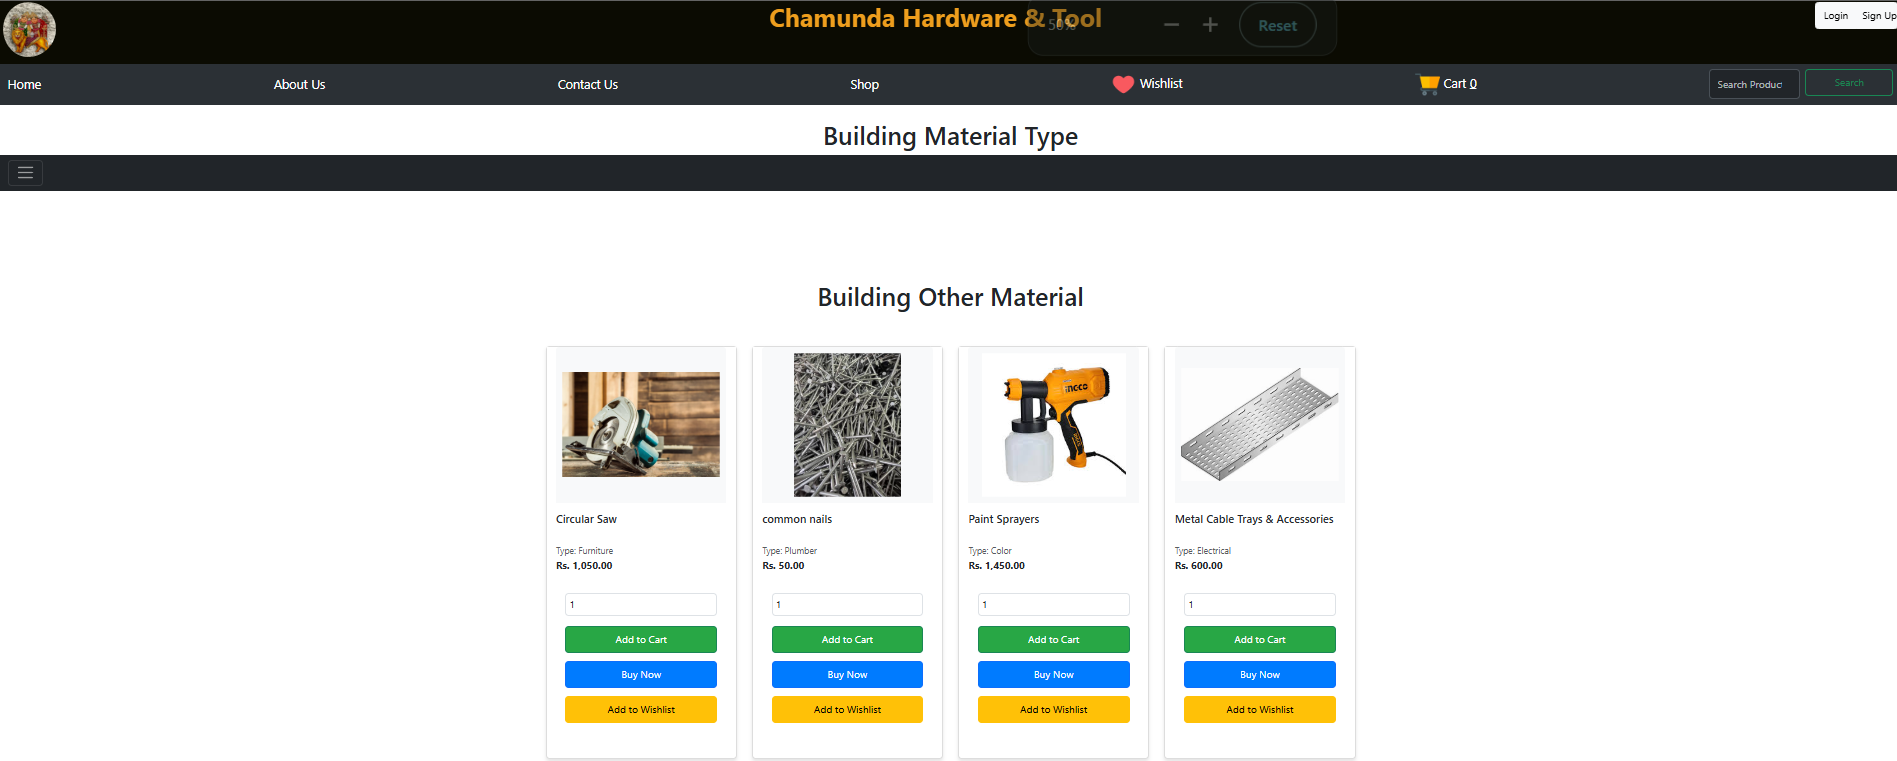 Chamunda Hardware & Tool
50%
Reset
Login Sign Up
Home About Us Contact Us Shop Wishlist Cart 0 Search Produc Search
Building Material Type
Building Other Material
INGCO
Circular Saw common nails Paint Sprayers Metal Cable Trays & Accessories
Type: Furniture Type: Plumber Type: Color Type: Electrical
Rs. 1,050.00 Rs. 50.00 Rs. 1,450.00 Rs. 600.00
1 1 1 1
Add to Cart Add to Cart Add to Cart Add to Cart
Buy Now Buy Now Buy Now Buy Now
Add to Wishlist Add to Wishlist Add to Wishlist Add to Wishlist